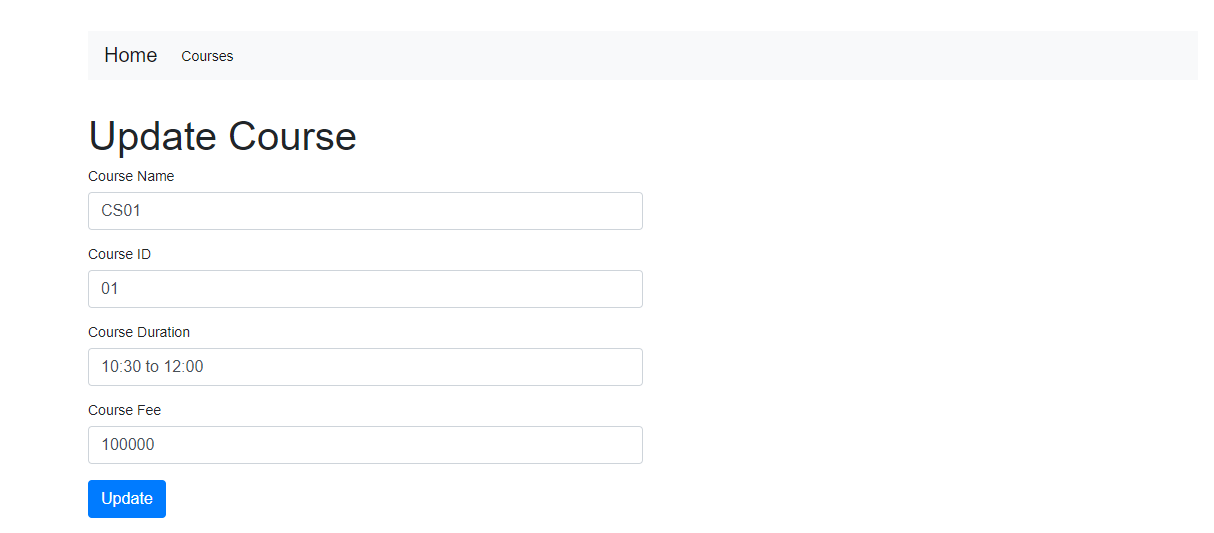 Home Courses
Update Course
Course Name
CS01
Course ID
01
Course Duration
10:30 to 12:00
Course Fee
100000
Update